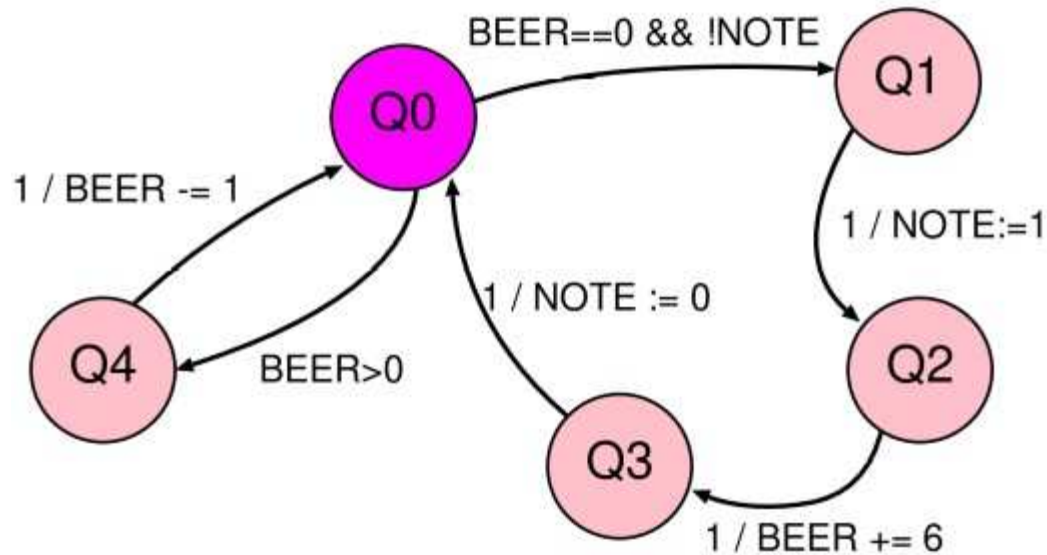 BEER==0 && !NOTE
Q0
Q1
1 / BEER -= 1
1 / NOTE:=1
1 / NOTE := 0
Q4
BEER>0
Q2
Q3
1 / BEER += 6